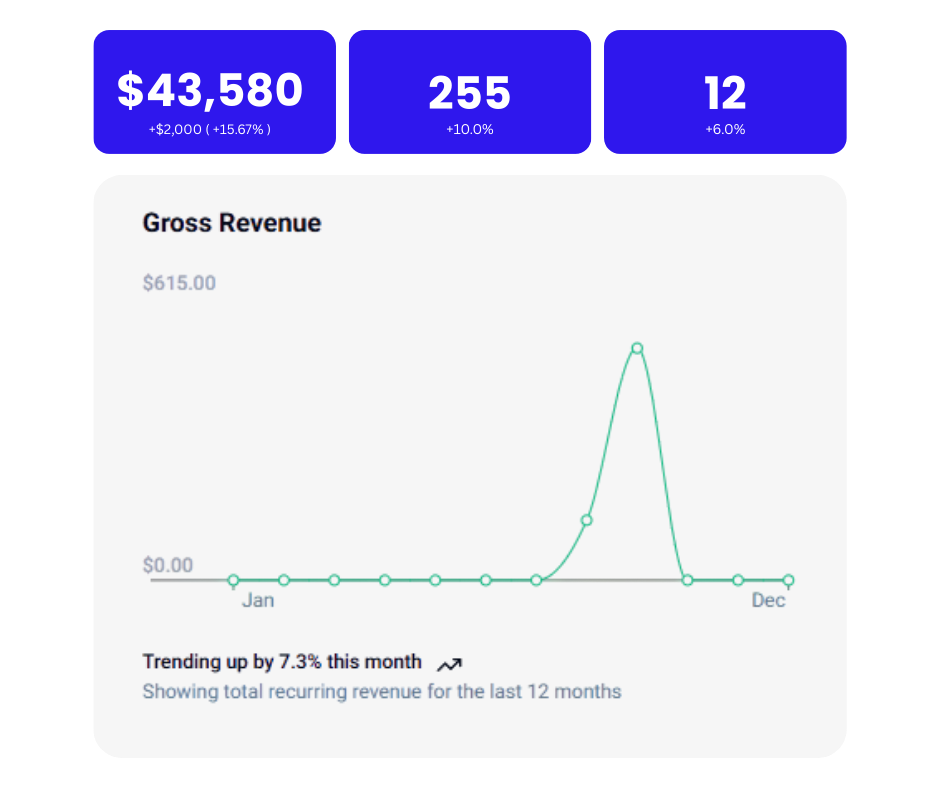 $43,580
+$2,000 ( +15.67% )
255
+10.0%
12
+6.0%
Gross Revenue
$615.00
$0.00
Jan
Dec
Trending up by 7.3% this month
Showing total recurring revenue for the last 12 months